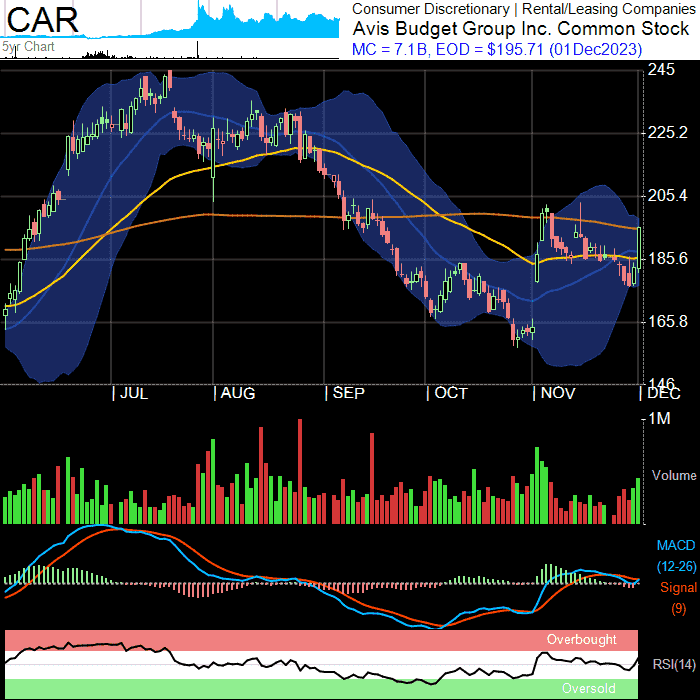 CAR
5yr Chart
Consumer Discretionary | Rental/Leasing Companies
Avis Budget Group Inc. Common Stock
MC = 7.1B, EOD = $195.71 (01Dec2023)
245
225.2
205.4
185.6
165.8
146
JUL AUG SEP OCT NOV DEC
1M
Volume
MACD
(12-26)
Signal
(9)
Overbought
RSI(14)
Oversold